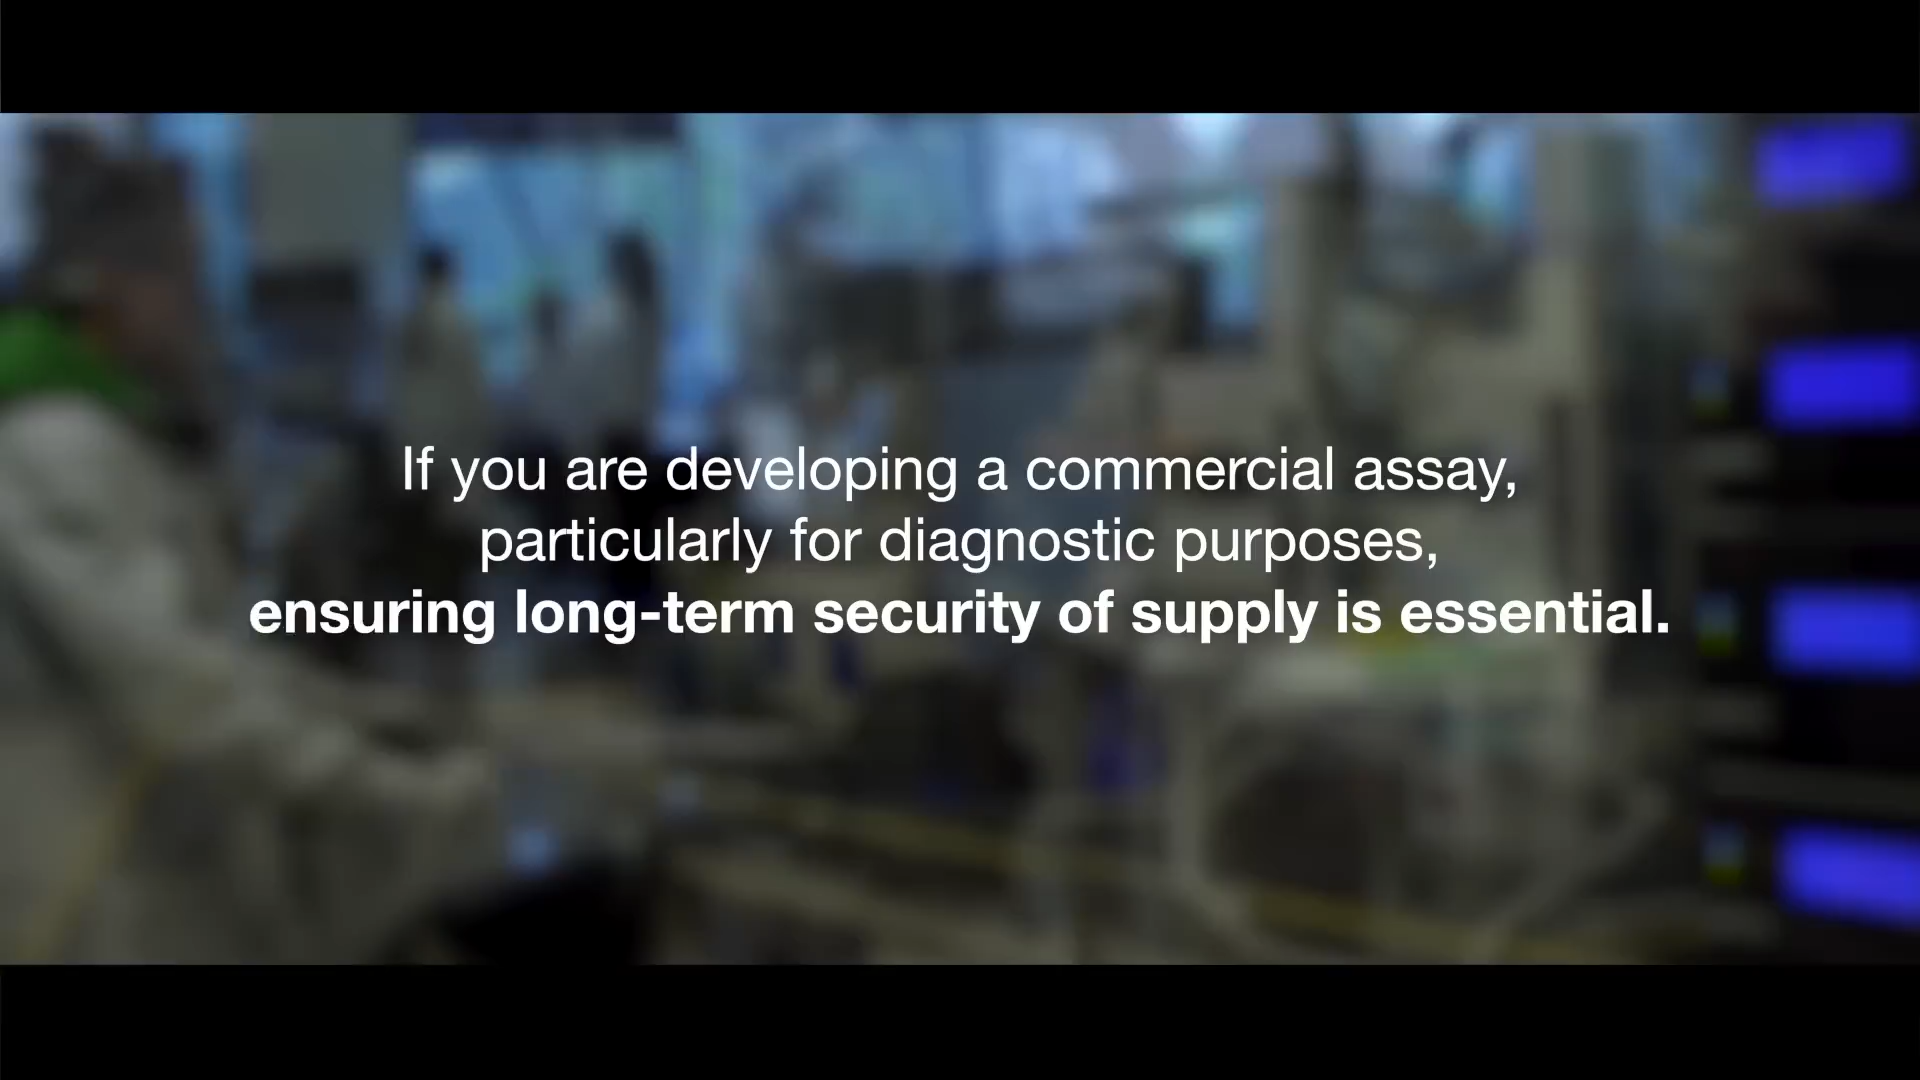 If you are developing a commercial assay,
particularly for diagnostic purposes,
ensuring long-term security of supply is essential.